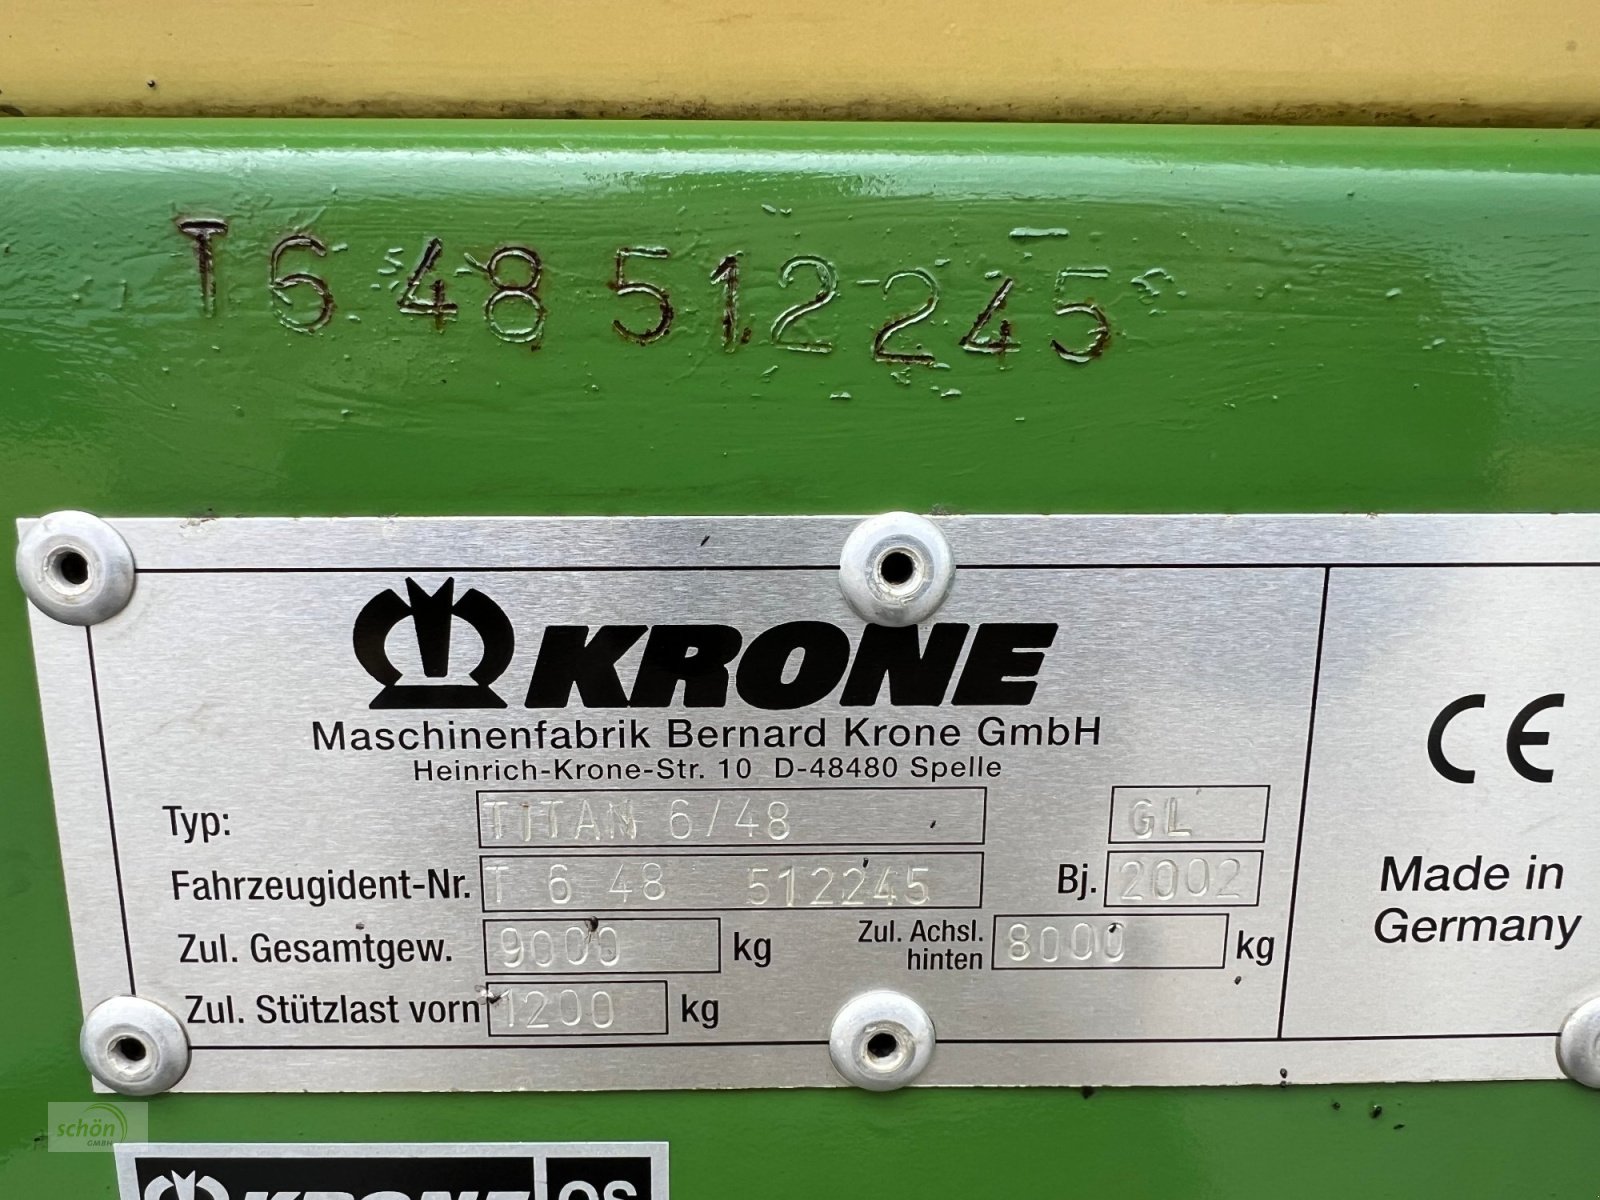 T 6 48 512245
KRONE
Maschinenfabrik Bernard Krone GmbH
Heinrich-Krone-Str. 10 D-48480 Spelle
Typ: TITAN 6/48 GL
Fahrzeugident-Nr. T 6 48 512245 Bj. 2002
Zul. Gesamtgew. 9000 kg Zul. Achsl. hinten 8000 kg
Zul. Stützlast vorn 1200 kg
CE
Made in
Germany
schön
GMBH
KRONE